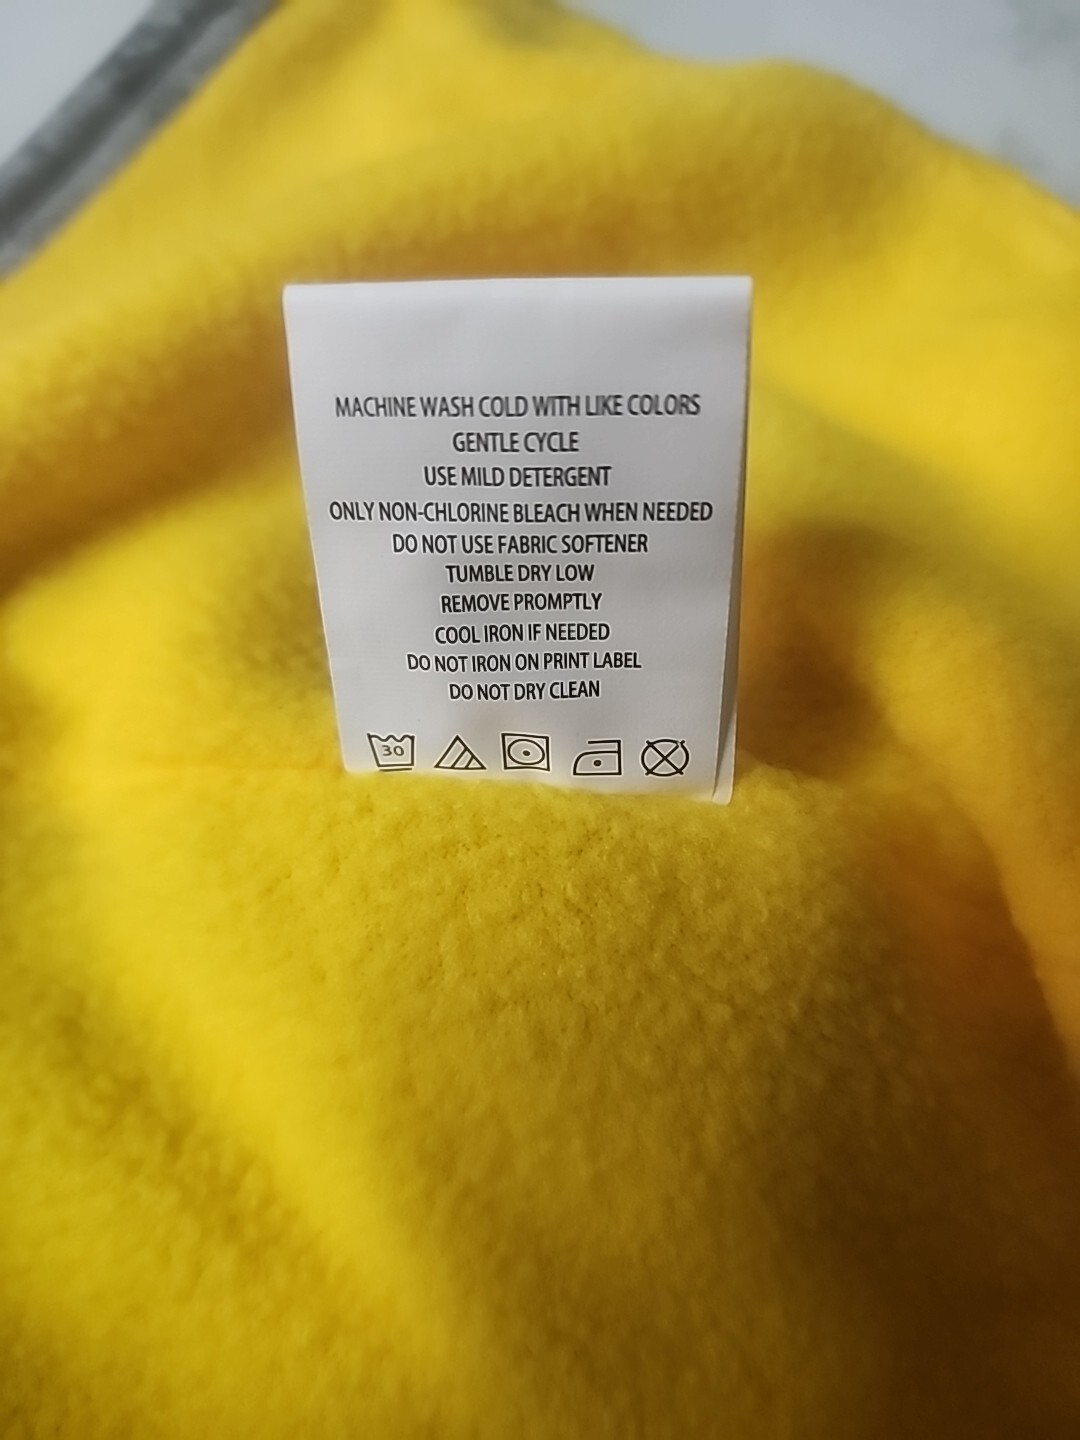 MACHINE WASH COLD WITH LIKE COLORS
GENTLE CYCLE
USE MILD DETERGENT
ONLY NON-CHLORINE BLEACH WHEN NEEDED
DO NOT USE FABRIC SOFTENER
TUMBLE DRY LOW
REMOVE PROMPTLY
COOL IRON IF NEEDED
DO NOT IRON ON PRINT LABEL
DO NOT DRY CLEAN
30